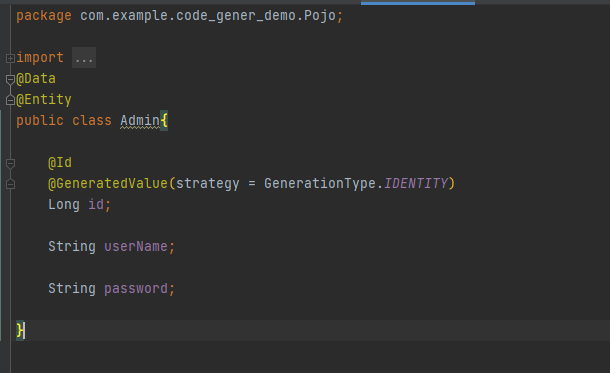 package com.example.code_gener_demo.Pojo;
import ...
@Data
@Entity
public class Admin{
@Id
@GeneratedValue(strategy = GenerationType.IDENTITY)
Long id;
String userName;
String password;
}